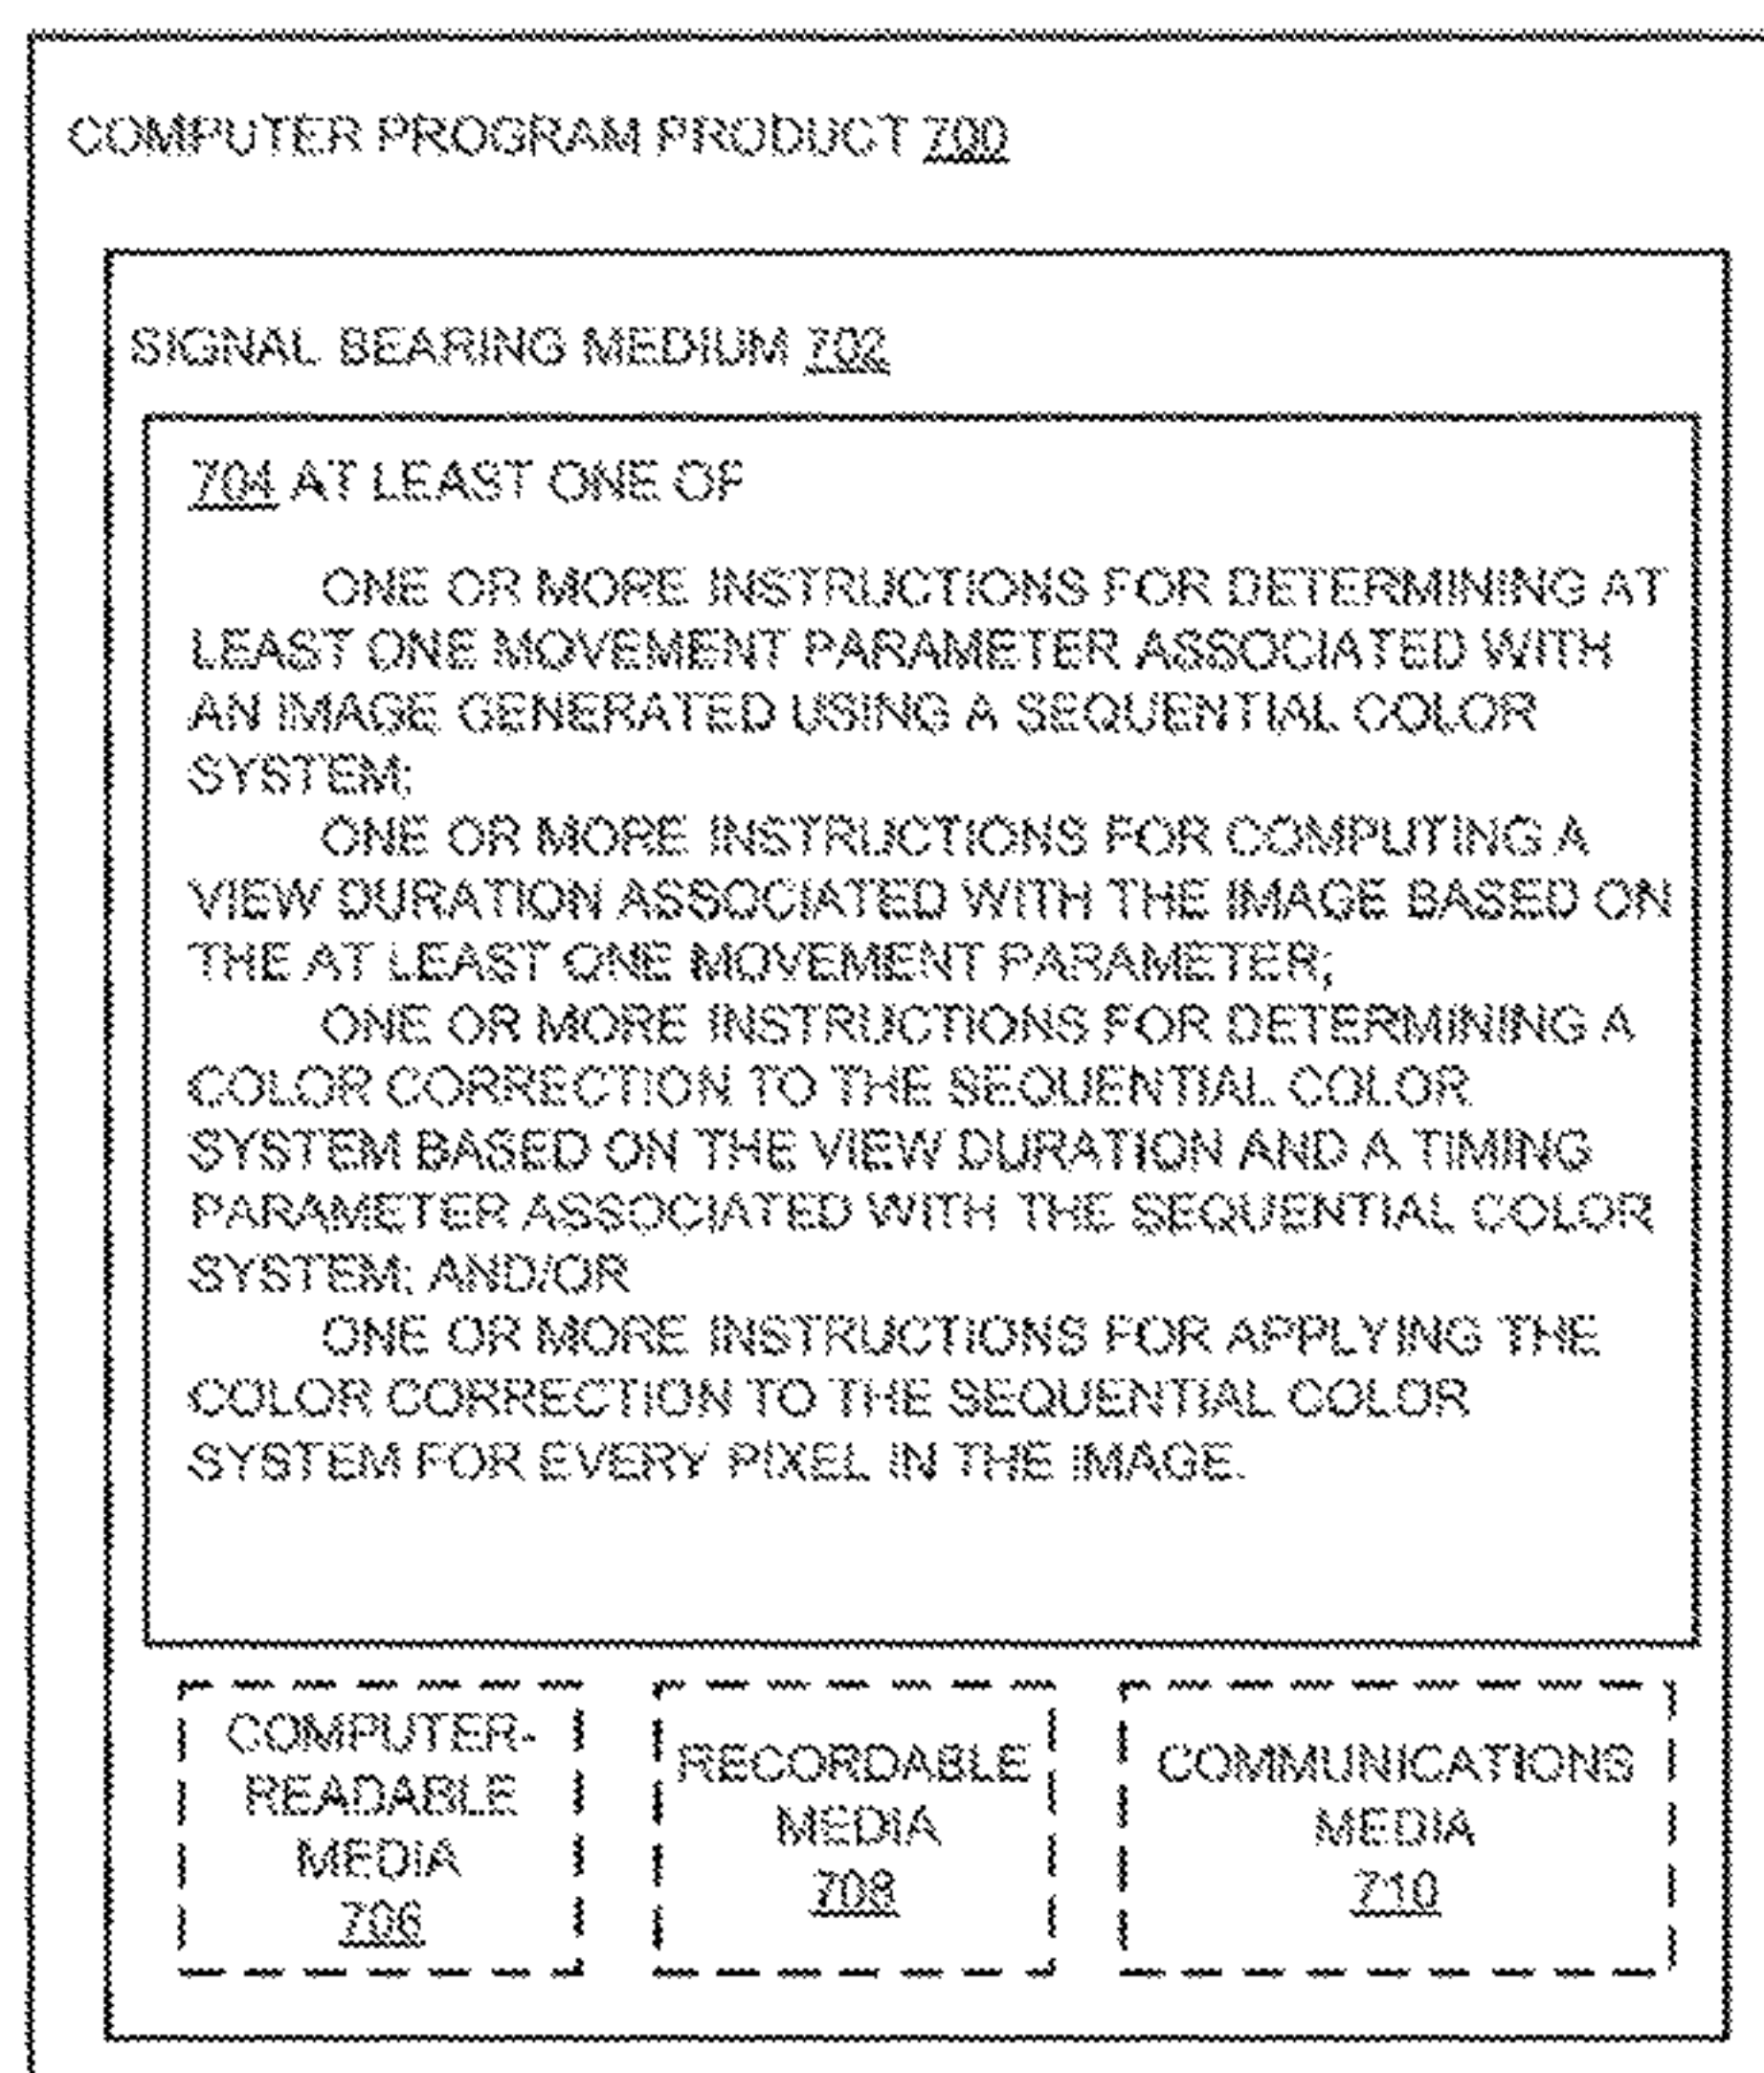 COMPUTER PROGRAM PRODUCT 700
SIGNAL BEARING MEDIUM 702
704 AT LEAST ONE OF
ONE OR MORE INSTRUCTIONS FOR DETERMINING AT
LEAST ONE MOVEMENT PARAMETER ASSOCIATED WITH
AN IMAGE GENERATED USING A SEQUENTIAL COLOR
SYSTEM;
ONE OR MORE INSTRUCTIONS FOR COMPUTING A
VIEW DURATION ASSOCIATED WITH THE IMAGE BASED ON
THE AT LEAST ONE MOVEMENT PARAMETER;
ONE OR MORE INSTRUCTIONS FOR DETERMINING A
COLOR CORRECTION TO THE SEQUENTIAL COLOR
SYSTEM BASED ON THE VIEW DURATION AND A TIMING
PARAMETER ASSOCIATED WITH THE SEQUENTIAL COLOR
SYSTEM; AND/OR
ONE OR MORE INSTRUCTIONS FOR APPLYING THE
COLOR CORRECTION TO THE SEQUENTIAL COLOR
SYSTEM FOR EVERY PIXEL IN THE IMAGE.
COMPUTER-
READABLE
MEDIA
706
RECORDABLE
MEDIA
708
COMMUNICATIONS
MEDIA
710